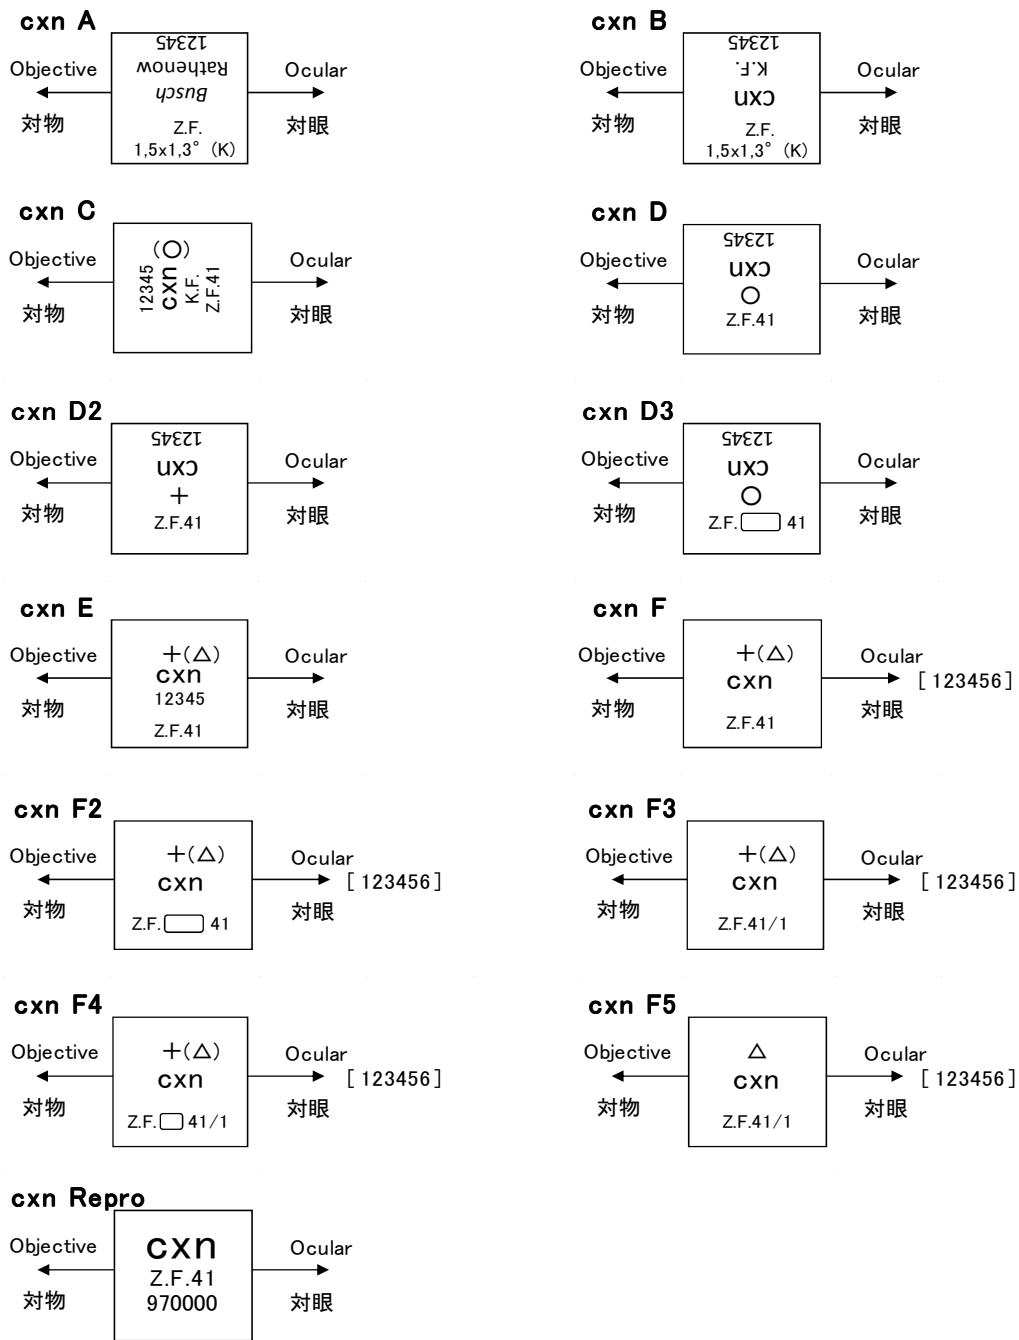 cxn A
12345
Rathenow
Busch
Z.F.
1,5x1,3° (K)
Objective
対物
Ocular
対眼
cxn B
12345
K.F.
cxn
Z.F.
1,5x1,3° (K)
Objective
対物
Ocular
対眼
cxn C
(○)
12345
cxn
K.F.
Z.F.41
Objective
対物
Ocular
対眼
cxn D
12345
cxn
○
Z.F.41
Objective
対物
Ocular
対眼
cxn D2
12345
cxn
+
Z.F.41
Objective
対物
Ocular
対眼
cxn D3
12345
cxn
○
Z.F. 41
Objective
対物
Ocular
対眼
cxn E
+(△)
cxn
12345
Z.F.41
Objective
対物
Ocular
対眼
cxn F
+(△)
cxn
Z.F.41
Objective
対物
Ocular
対眼
[123456]
cxn F2
+(△)
cxn
Z.F. 41
Objective
対物
Ocular
対眼
[123456]
cxn F3
+(△)
cxn
Z.F.41/1
Objective
対物
Ocular
対眼
[123456]
cxn F4
+(△)
cxn
Z.F. 41/1
Objective
対物
Ocular
対眼
[123456]
cxn F5
△
cxn
Z.F.41/1
Objective
対物
Ocular
対眼
[123456]
cxn Repro
cxn
Z.F.41
970000
Objective
対物
Ocular
対眼